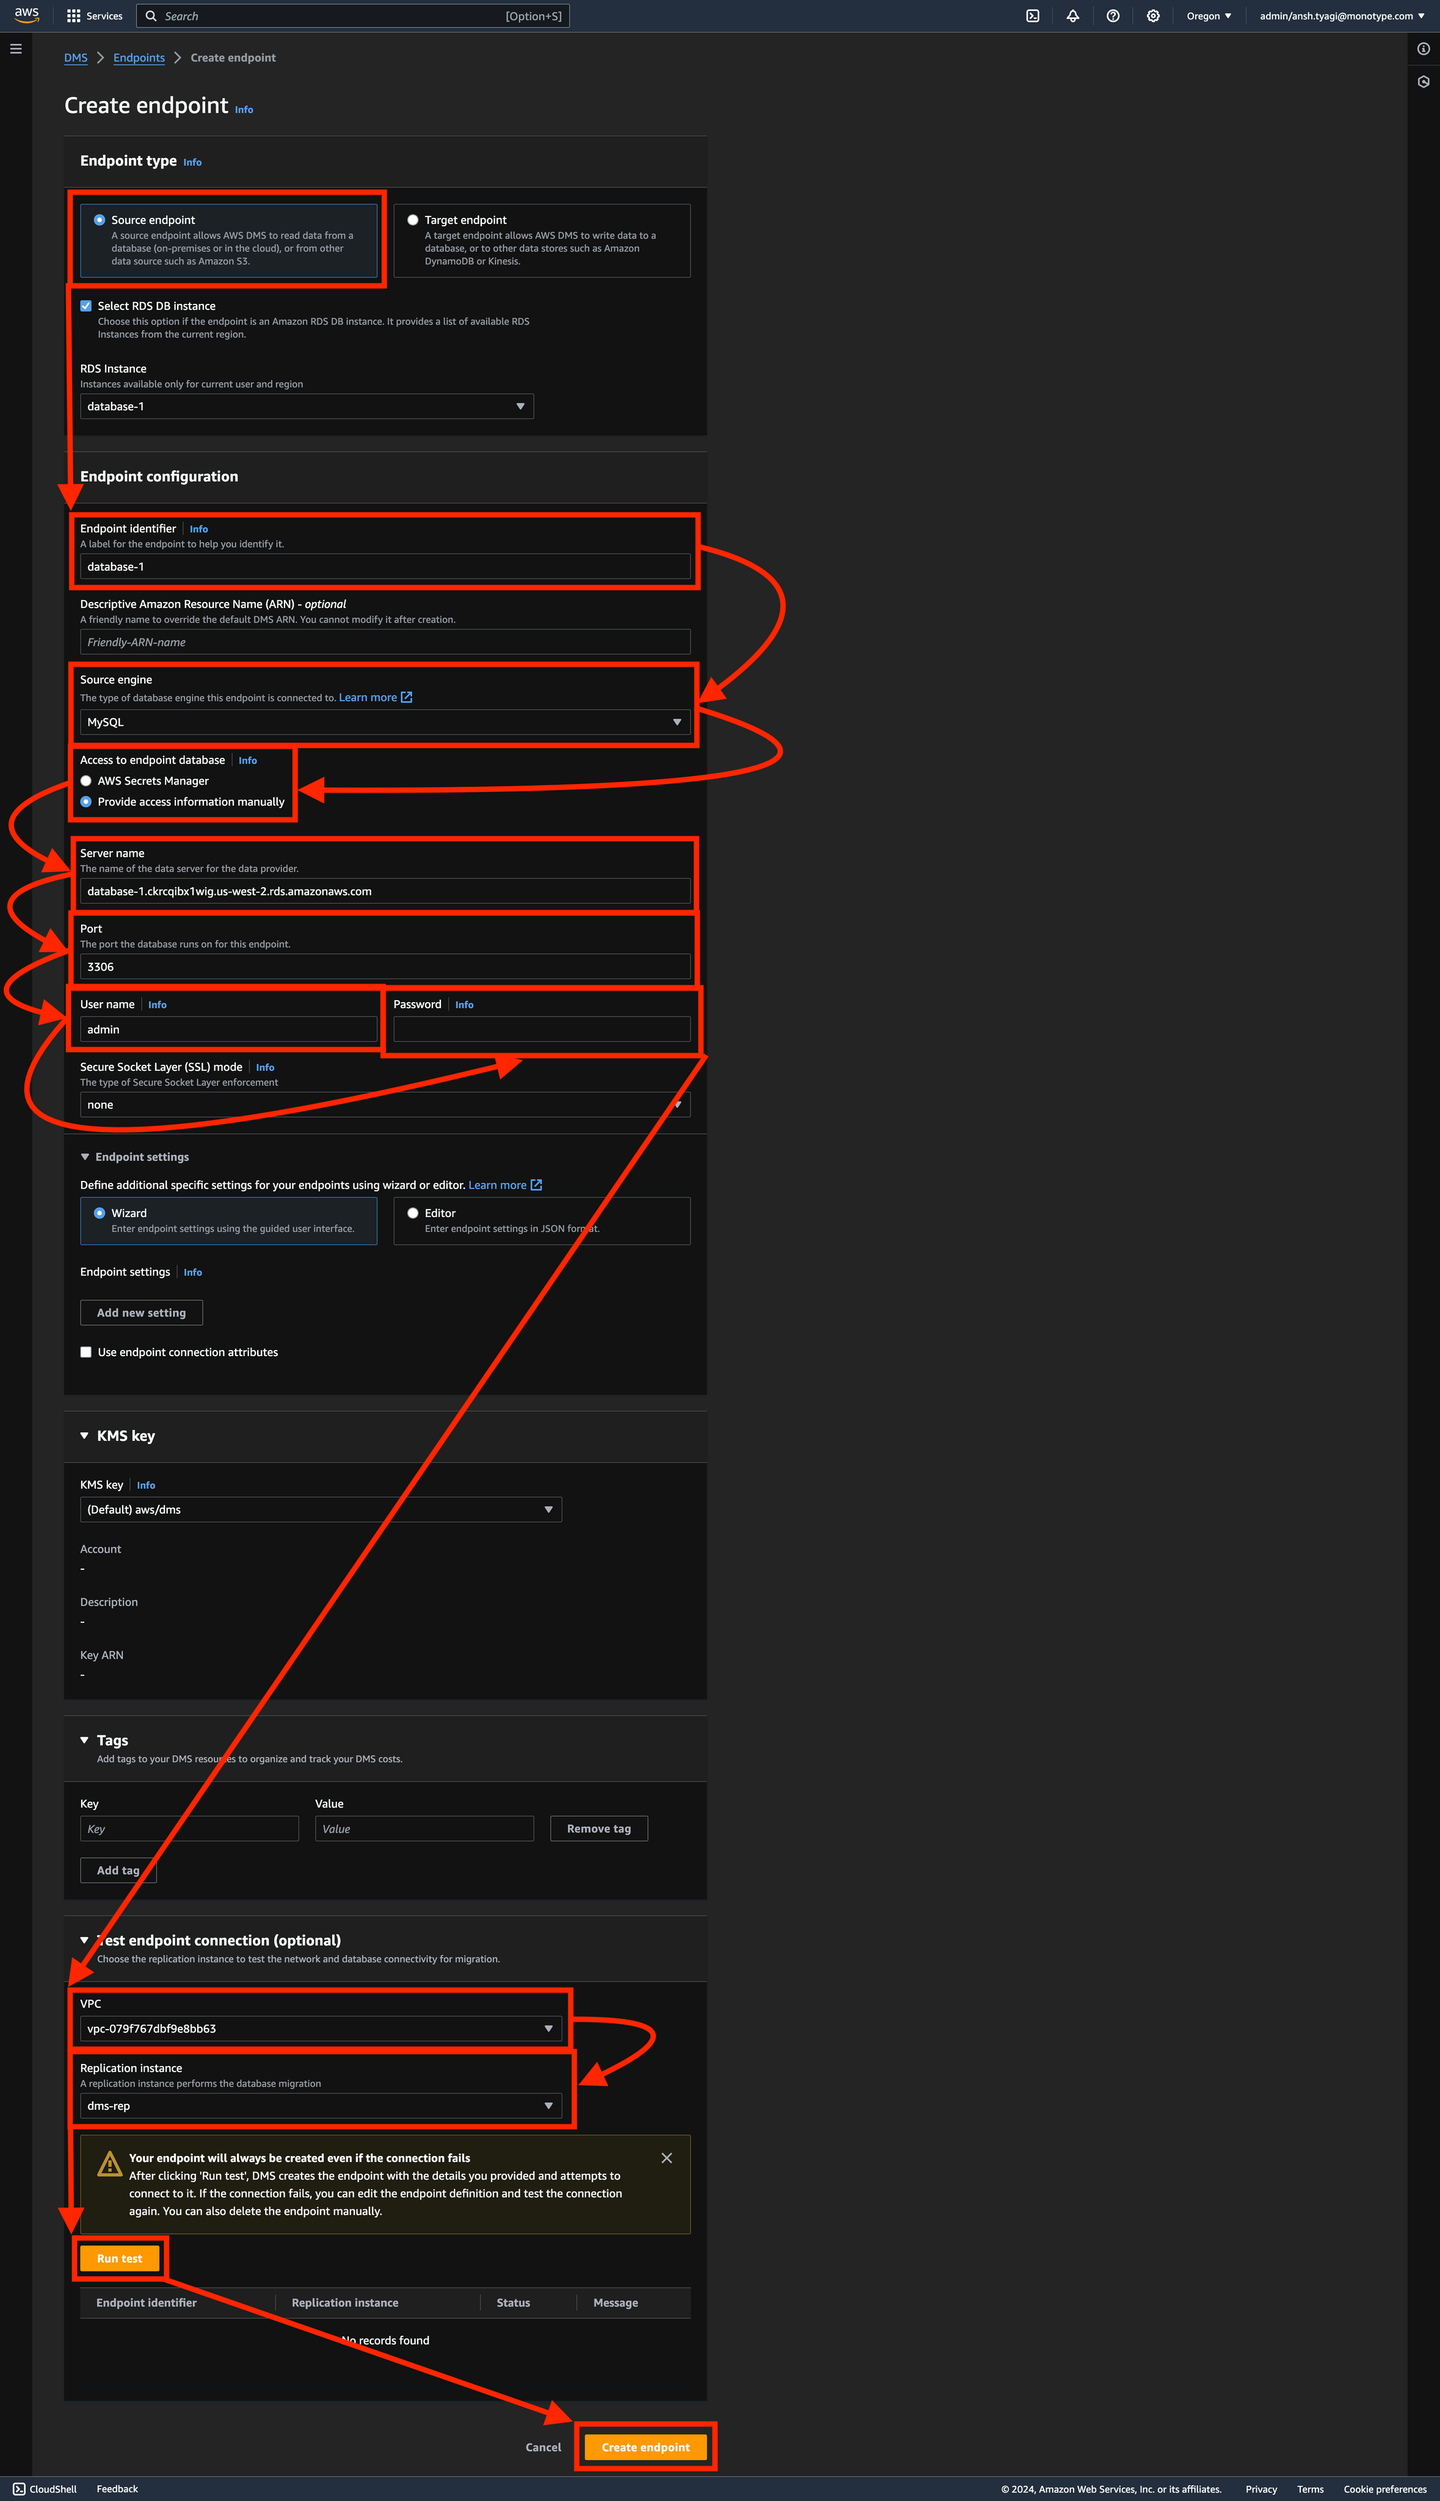 aws
Services
Search
[Option+S]
Oregon
admin/ansh.tyagi@monotype.com
DMS
Endpoints
Create endpoint
Create endpoint Info
Endpoint type Info
Source endpoint
A source endpoint allows AWS DMS to read data from a
database (on-premises or in the cloud), or from other
data source such as Amazon S3.
Target endpoint
A target endpoint allows AWS DMS to write data to a
database, or to other data stores such as Amazon
DynamoDB or Kinesis.
Select RDS DB instance
Choose this option if the endpoint is an Amazon RDS DB instance. It provides a list of available RDS
Instances from the current region.
RDS Instance
Instances available only for current user and region
database-1
Endpoint configuration
Endpoint identifier Info
A label for the endpoint to help you identify it.
database-1
Descriptive Amazon Resource Name (ARN) - optional
A friendly name to override the default DMS ARN. You cannot modify it after creation.
Friendly-ARN-name
Source engine
The type of database engine this endpoint is connected to. Learn more
MySQL
Access to endpoint database Info
AWS Secrets Manager
Provide access information manually
Server name
The name of the data server for the data provider.
database-1.ckrcqibx1wig.us-west-2.rds.amazonaws.com
Port
The port the database runs on for this endpoint.
3306
User name Info
admin
Password Info
Secure Socket Layer (SSL) mode Info
The type of Secure Socket Layer enforcement
none
Endpoint settings
Define additional specific settings for your endpoints using wizard or editor. Learn more
Wizard
Enter endpoint settings using the guided user interface.
Editor
Enter endpoint settings in JSON format.
Endpoint settings Info
Add new setting
Use endpoint connection attributes
KMS key
KMS key Info
(Default) aws/dms
Account
-
Description
-
Key ARN
-
Tags
Add tags to your DMS resources to organize and track your DMS costs.
Key
Value
Key
Value
Remove tag
Add tag
Test endpoint connection (optional)
Choose the replication instance to test the network and database connectivity for migration.
VPC
vpc-079f767dbf9e8bb63
Replication instance
A replication instance performs the database migration
dms-rep
Your endpoint will always be created even if the connection fails
After clicking 'Run test', DMS creates the endpoint with the details you provided and attempts to
connect to it. If the connection fails, you can edit the endpoint definition and test the connection
again. You can also delete the endpoint manually.
Run test
Endpoint identifier
Replication instance
Status
Message
No records found
Cancel
Create endpoint
CloudShell
Feedback
© 2024, Amazon Web Services, Inc. or its affiliates.
Privacy
Terms
Cookie preferences